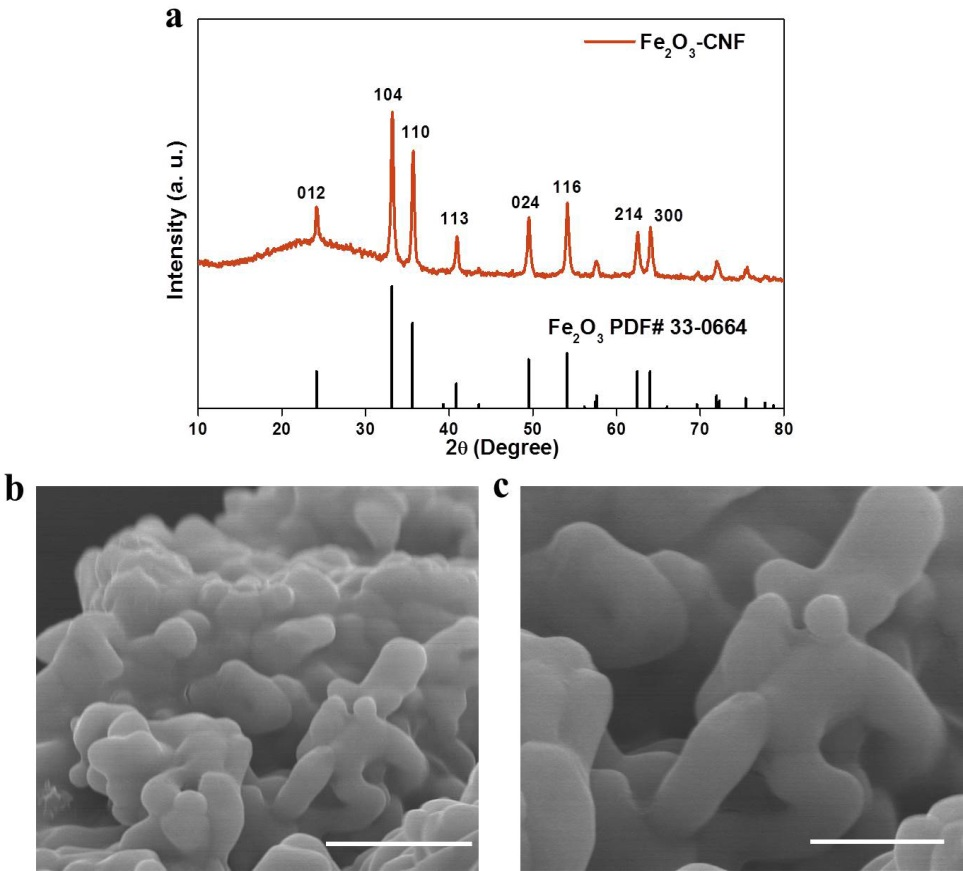 a
Fe₂O₃-CNF
104
110
012
113
024
116
214
300
Intensity (a. u.)
Fe₂O₃ PDF# 33-0664
10 20 30 40 50 60 70 80
2θ (Degree)
b
c